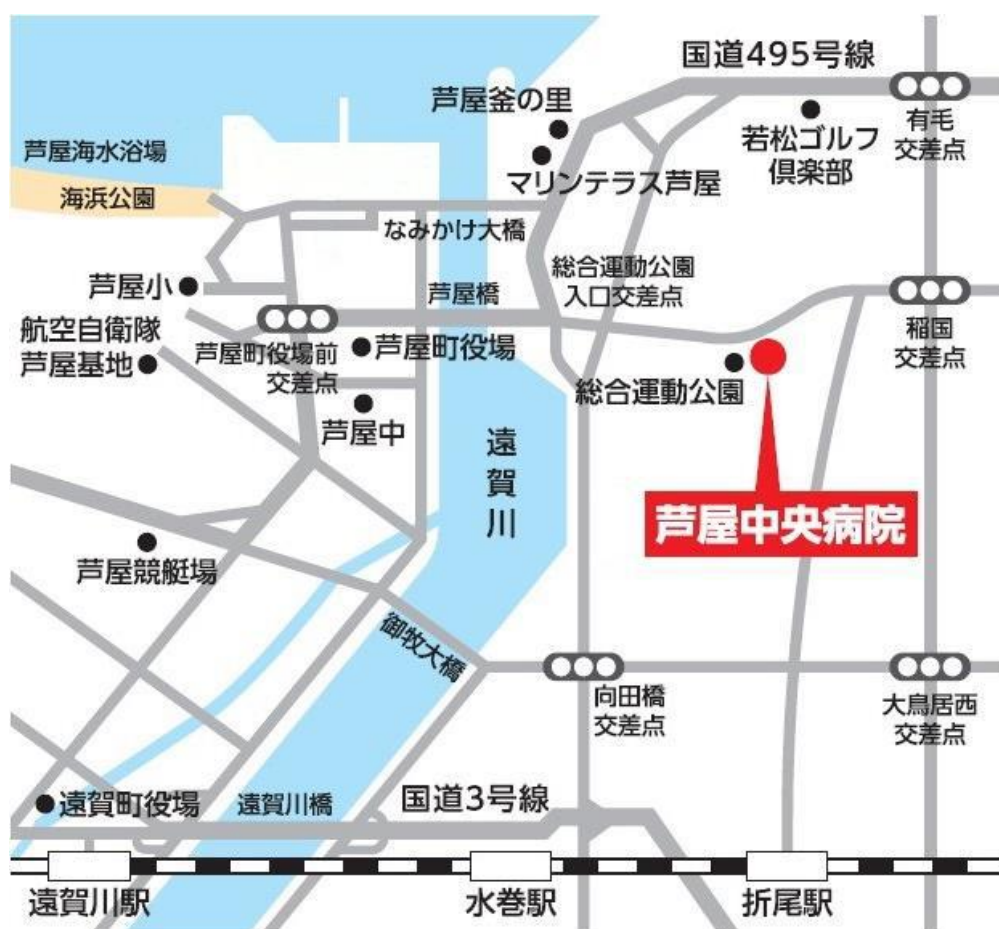 国道495号線
芦屋釜の里
有毛
交差点
若松ゴルフ
倶楽部
芦屋海水浴場
マリンテラス芦屋
海浜公園
なみかけ大橋
総合運動公園
入口交差点
芦屋小
芦屋橋
航空自衛隊
芦屋基地
芦屋町役場前
交差点
芦屋町役場
稲国
交差点
総合運動公園
芦屋中
遠賀川
芦屋中央病院
芦屋競艇場
御牧大橋
向田橋
交差点
大鳥居西
交差点
遠賀町役場
遠賀川橋
国道3号線
遠賀川駅
水巻駅
折尾駅